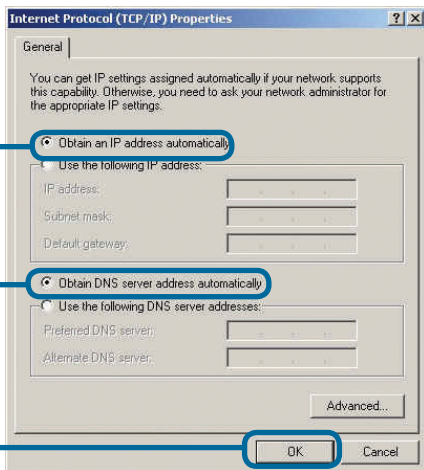 Internet Protocol (TCP/IP) Properties
General
You can get IP settings assigned automatically if your network supports
this capability. Otherwise, you need to ask your network administrator for
the appropriate IP settings.
Obtain an IP address automatically
Use the following IP address:
IP address:
Subnet mask:
Default gateway:
Obtain DNS server address automatically
Use the following DNS server addresses:
Preferred DNS server:
Alternate DNS server:
Advanced...
OK
Cancel